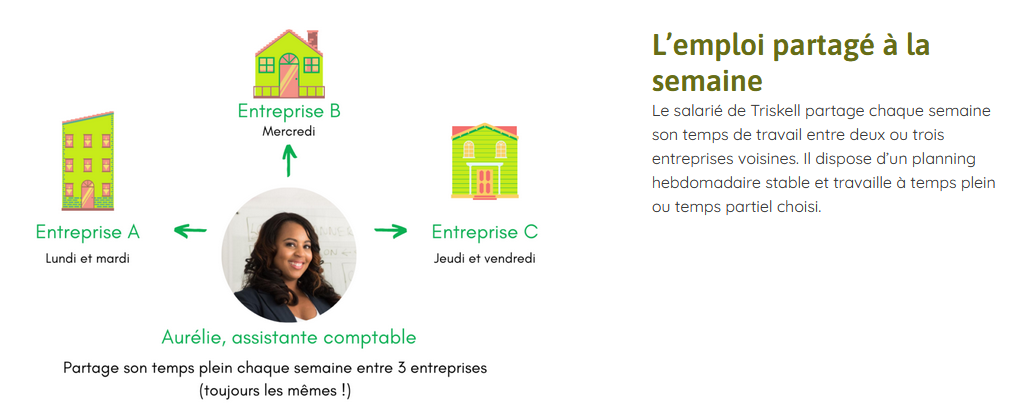 Entreprise B
Mercredi
Entreprise A
Lundi et mardi
Entreprise C
Jeudi et vendredi
Aurélie, assistante comptable
Partage son temps plein chaque semaine entre 3 entreprises
(toujours les mêmes !)
L’emploi partagé à la
semaine
Le salarié de Triskell partage chaque semaine
son temps de travail entre deux ou trois
entreprises voisines. Il dispose d’un planning
hebdomadaire stable et travaille à temps plein
ou temps partiel choisi.